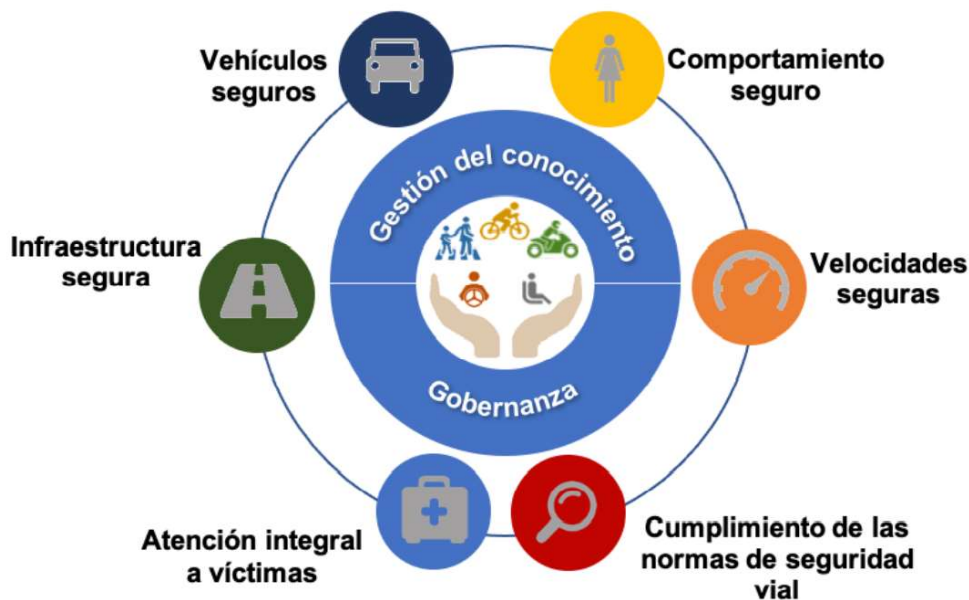 Vehículos
seguros
Comportamiento
seguro
Gestión del conocimiento
Infraestructura
segura
Velocidades
seguras
Gobernanza
Atención integral
a víctimas
Cumplimiento de las
normas de seguridad
vial